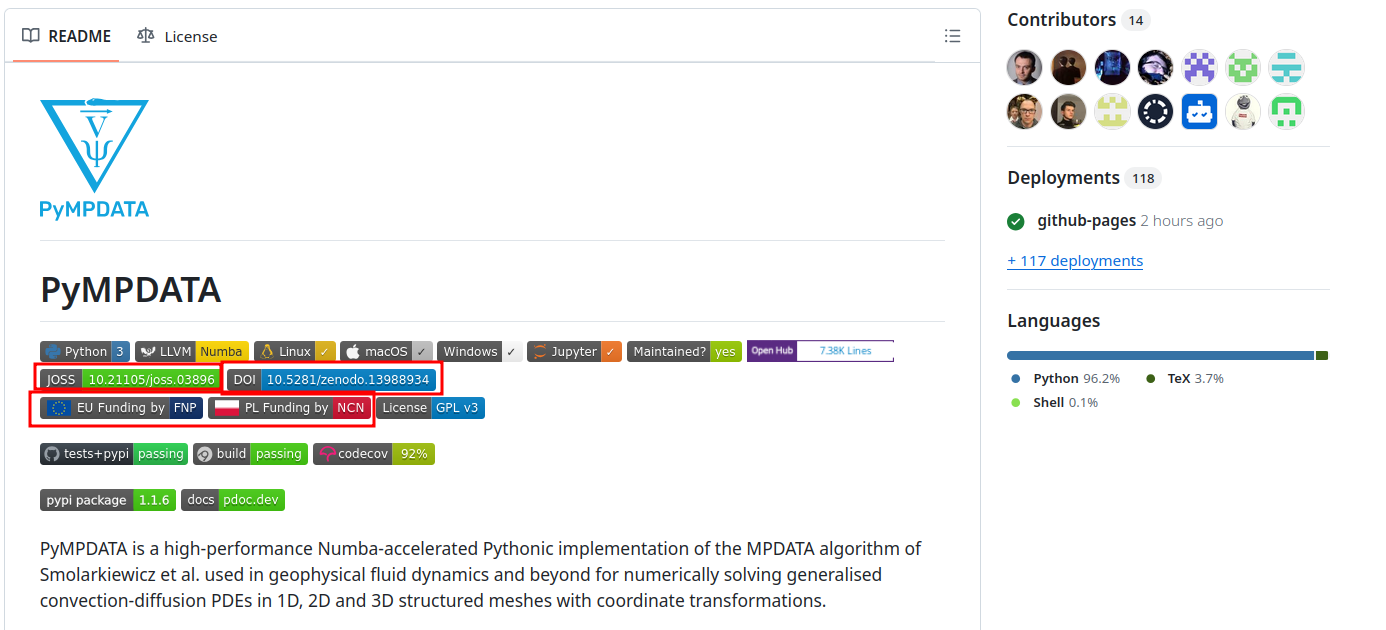 README License
V
ψ
PyMPDATA
PyMPDATA
Python 3 LLVM Numba Linux ✓ macOS ✓ Windows ✓ Jupyter ✓ Maintained? yes Open Hub 7.38K Lines
JOSS 10.21105/joss.03896 DOI 10.5281/zenodo.13988934
EU Funding by FNP PL Funding by NCN License GPL v3
tests+pypi passing build passing codecov 92%
pypi package 1.1.6 docs pdoc.dev
PyMPDATA is a high-performance Numba-accelerated Pythonic implementation of the MPDATA algorithm of
Smolarkiewicz et al. used in geophysical fluid dynamics and beyond for numerically solving generalised
convection-diffusion PDEs in 1D, 2D and 3D structured meshes with coordinate transformations.
Contributors 14
Deployments 118
github-pages 2 hours ago
+ 117 deployments
Languages
Python 96.2% TeX 3.7%
Shell 0.1%